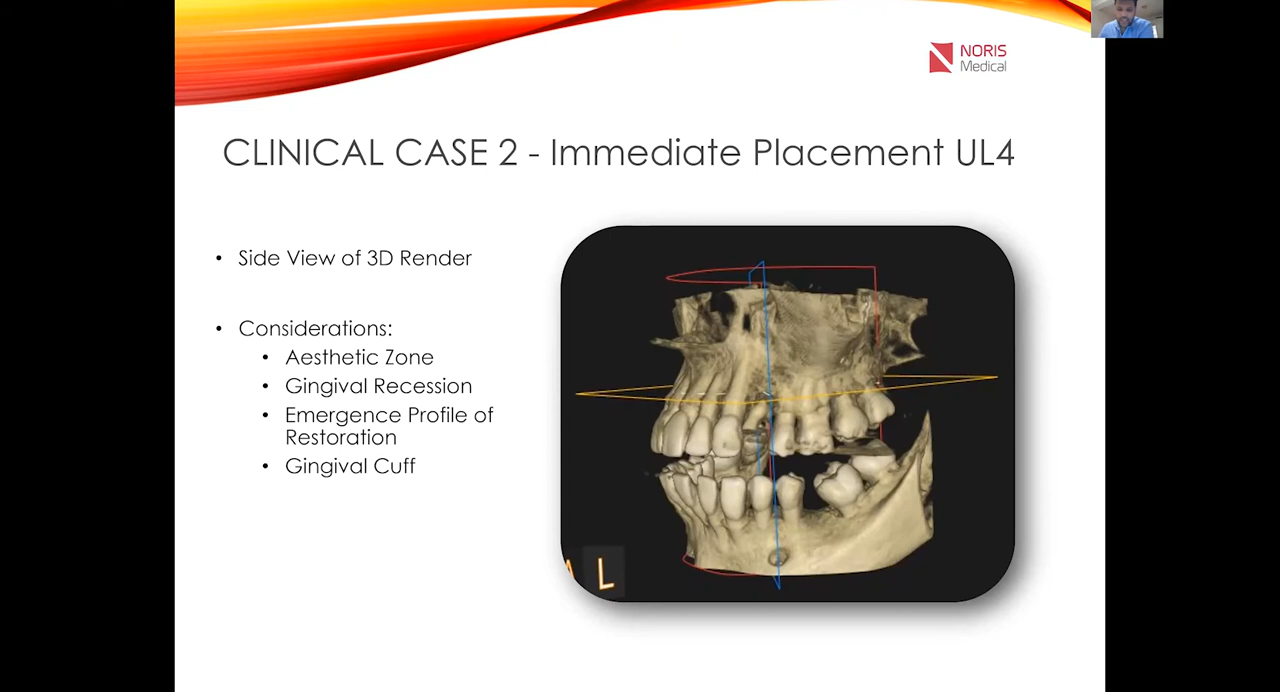 NORIS
Medical
CLINICAL CASE 2 - Immediate Placement UL4
• Side View of 3D Render
• Considerations:
• Aesthetic Zone
• Gingival Recession
• Emergence Profile of
Restoration
• Gingival Cuff
L